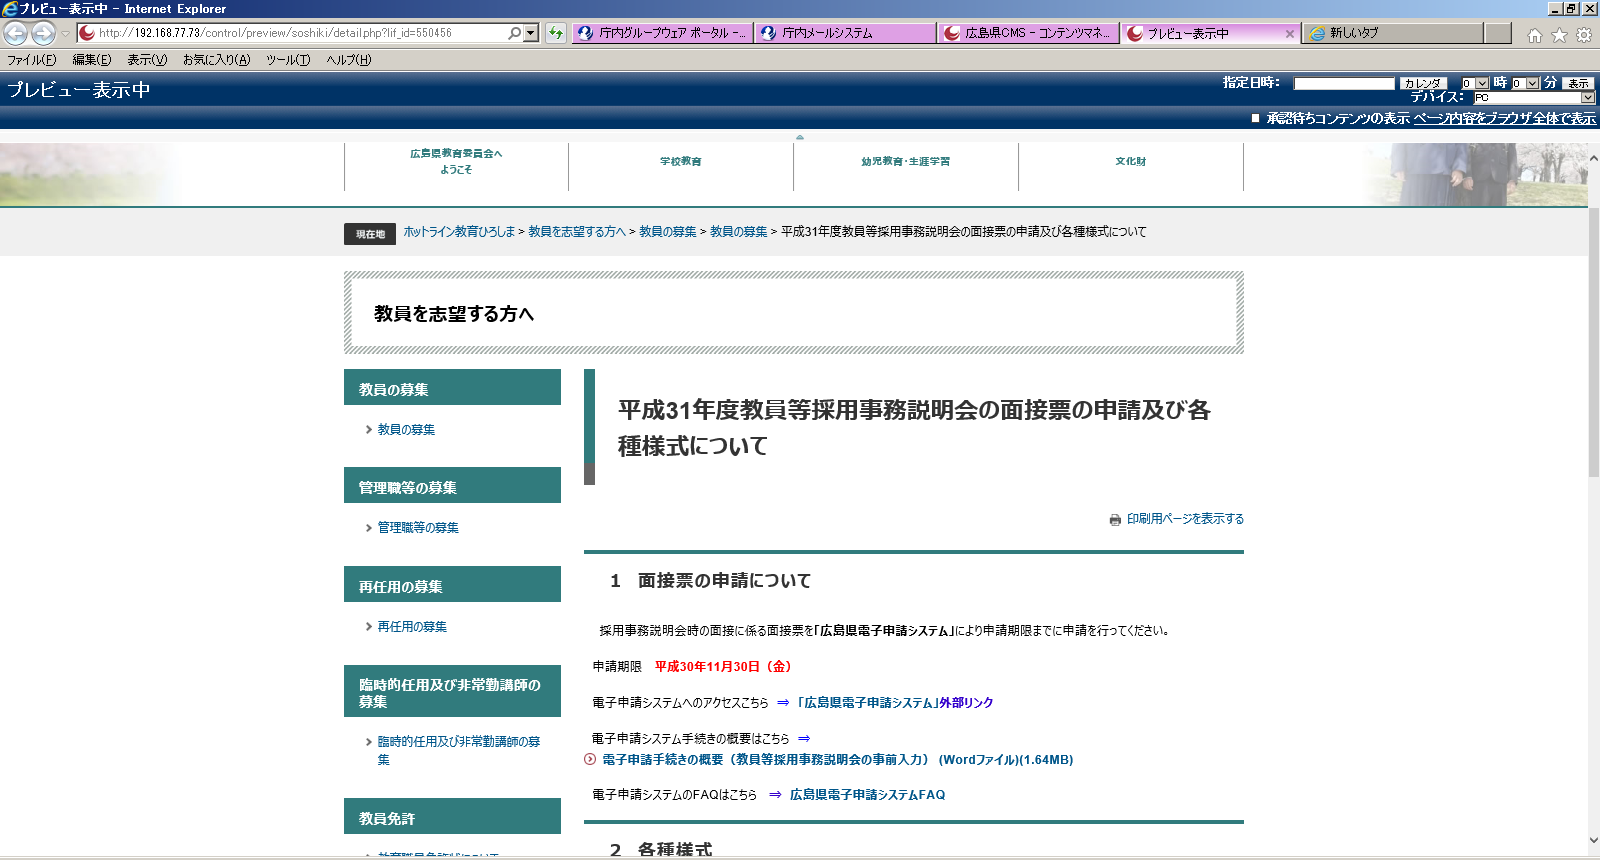 プレビュー表示中 - Internet Explorer
http://192.168.77.73/control/preview/soshiki/detail.php?lif_id=550456
庁内グループウェア ポータル -...
庁内メールシステム
広島県CMS - コンテンツマネ...
プレビュー表示中
新しいタブ
ファイル(F) 編集(E) 表示(V) お気に入り(A) ツール(T) ヘルプ(H)
プレビュー表示中
指定日時: カレンダ 0 時 0 分 表示
デバイス: PC
承認待ちコンテンツの表示 ページ内容をブラウザ全体で表示
広島県教育委員会へ
ようこそ
学校教育
幼児教育・生涯学習
文化財
現在地 ホットライン教育ひろしま > 教員を志望する方へ > 教員の募集 > 教員の募集 > 平成31年度教員等採用事務説明会の面接票の申請及び各種様式について
教員を志望する方へ
教員の募集
教員の募集
管理職等の募集
管理職等の募集
再任用の募集
再任用の募集
臨時的任用及び非常勤講師の
募集
臨時的任用及び非常勤講師の募
集
教員免許
平成31年度教員等採用事務説明会の面接票の申請及び各
種様式について
印刷用ページを表示する
1 面接票の申請について
採用事務説明会時の面接に係る面接票を「広島県電子申請システム」により申請期限までに申請を行ってください。
申請期限 平成30年11月30日（金）
電子申請システムへのアクセスこちら ⇒ 「広島県電子申請システム」外部リンク
電子申請システム手続きの概要はこちら ⇒
電子申請手続きの概要（教員等採用事務説明会の事前入力） (Wordファイル)(1.64MB)
電子申請システムのFAQはこちら ⇒ 広島県電子申請システムFAQ
2 各種様式